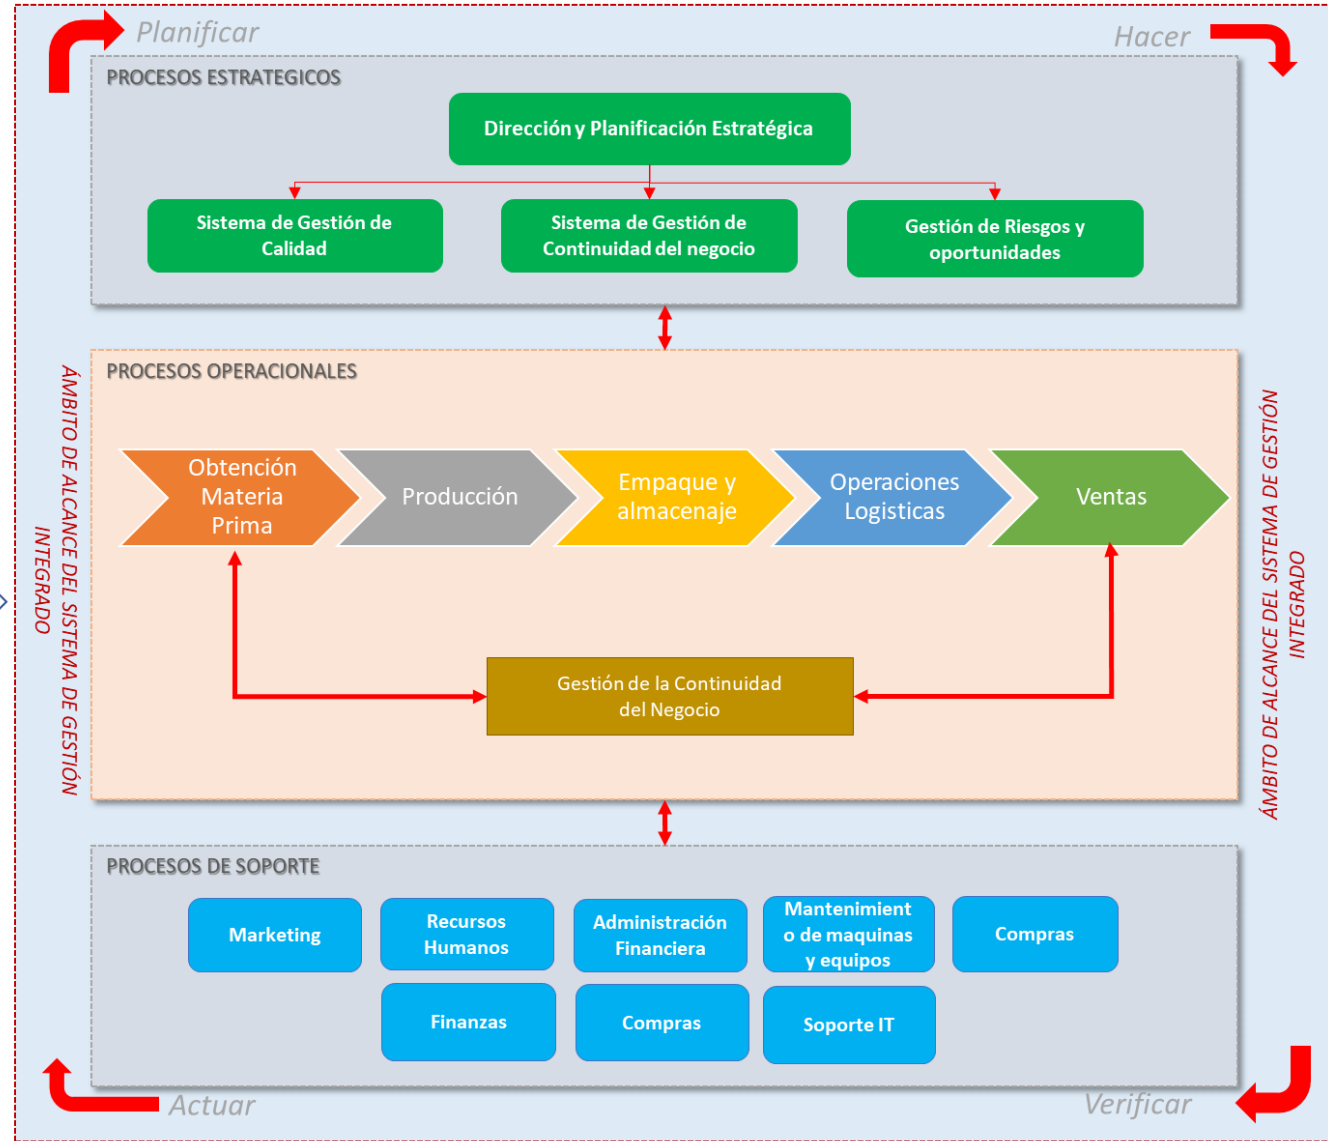 Planificar
Hacer
PROCESOS ESTRATEGICOS
Dirección y Planificación Estratégica
Sistema de Gestión de
Calidad
Sistema de Gestión de
Continuidad del negocio
Gestión de Riesgos y
oportunidades
ÁMBITO DE ALCANCE DEL SISTEMA DE GESTIÓN
INTEGRADO
PROCESOS OPERACIONALES
Obtención
Materia
Prima
Producción
Empaque y
almacenaje
Operaciones
Logisticas
Ventas
Gestión de la Continuidad
del Negocio
ÁMBITO DE ALCANCE DEL SISTEMA DE GESTIÓN
INTEGRADO
PROCESOS DE SOPORTE
Marketing
Recursos
Humanos
Administración
Financiera
Mantenimient
o de maquinas
y equipos
Compras
Finanzas
Compras
Soporte IT
Actuar
Verificar